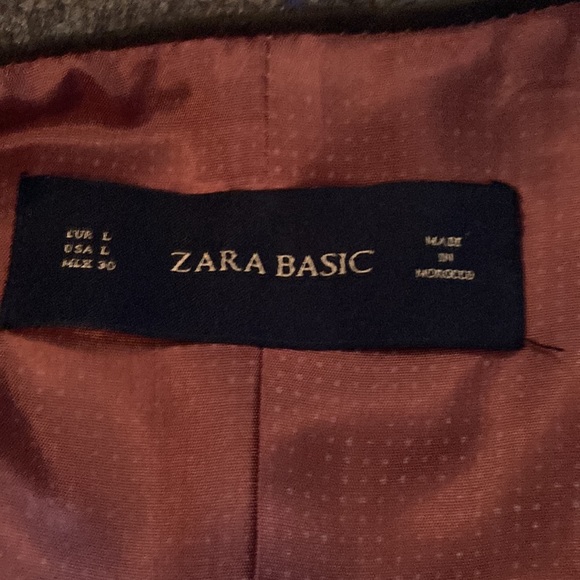 EUR L
USA L
MEX 30
ZARA BASIC
MADE
IN
MOROCCO